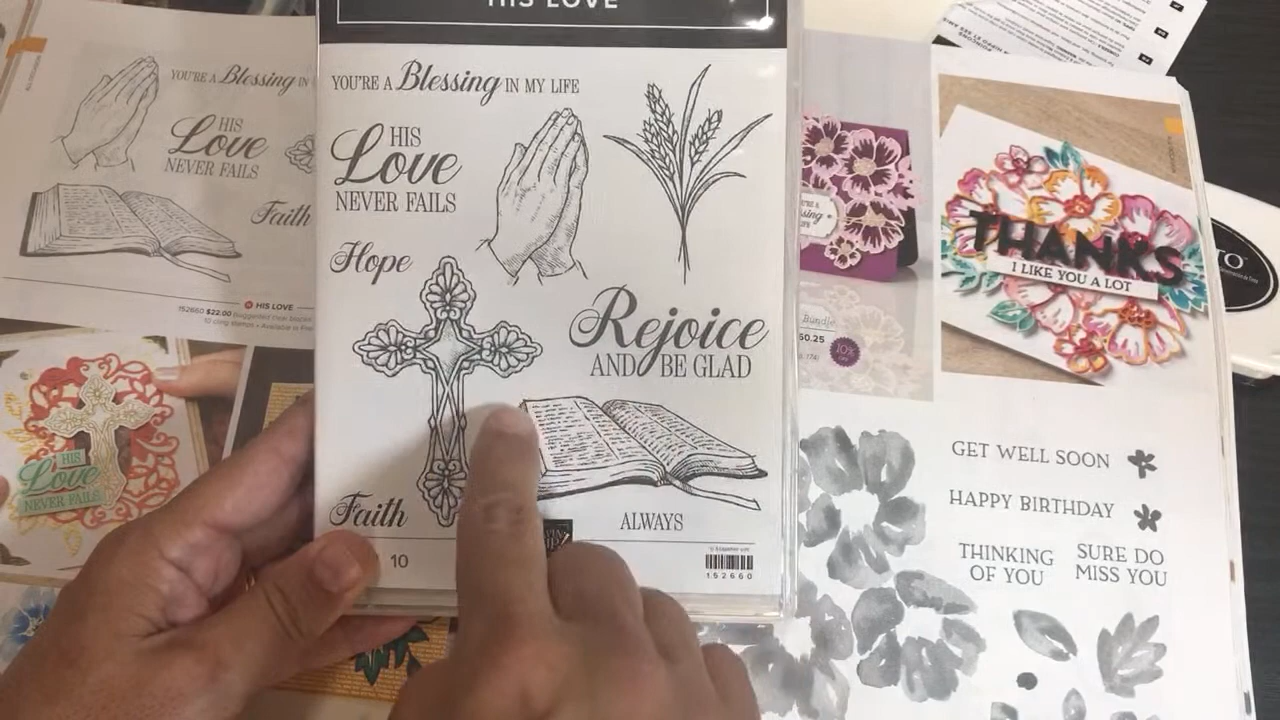 HIS LOVE
YOU'RE A Blessing IN MY LIFE
HIS
Love
NEVER FAILS
Hope
Rejoice
AND BE GLAD
Faith
ALWAYS
10
152660
YOU'RE A Blessing IN
HIS
Love
NEVER FAILS
Faith
HIS LOVE
152660 $22.00
10 cling stamps
HIS
Love
NEVER FAILS
Bundle
10%
THANKS
I LIKE YOU A LOT
GET WELL SOON
HAPPY BIRTHDAY
THINKING
OF YOU
SURE DO
MISS YOU